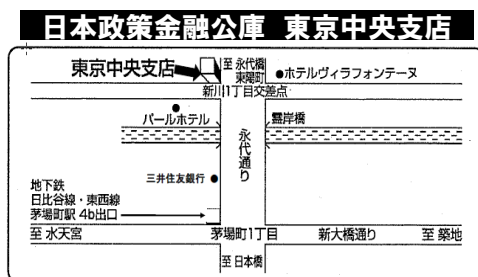 日本政策金融公庫 東京中央支店
至 永代橋
東陽町
東京中央支店
●ホテルヴィラフォンテーヌ
新川1丁目交差点
パールホテル
霊岸橋
永代通り
三井住友銀行 ●
地下鉄
日比谷線・東西線
茅場町駅 4b出口
至 水天宮
茅場町1丁目
新大橋通り
至 築地
至 日本橋